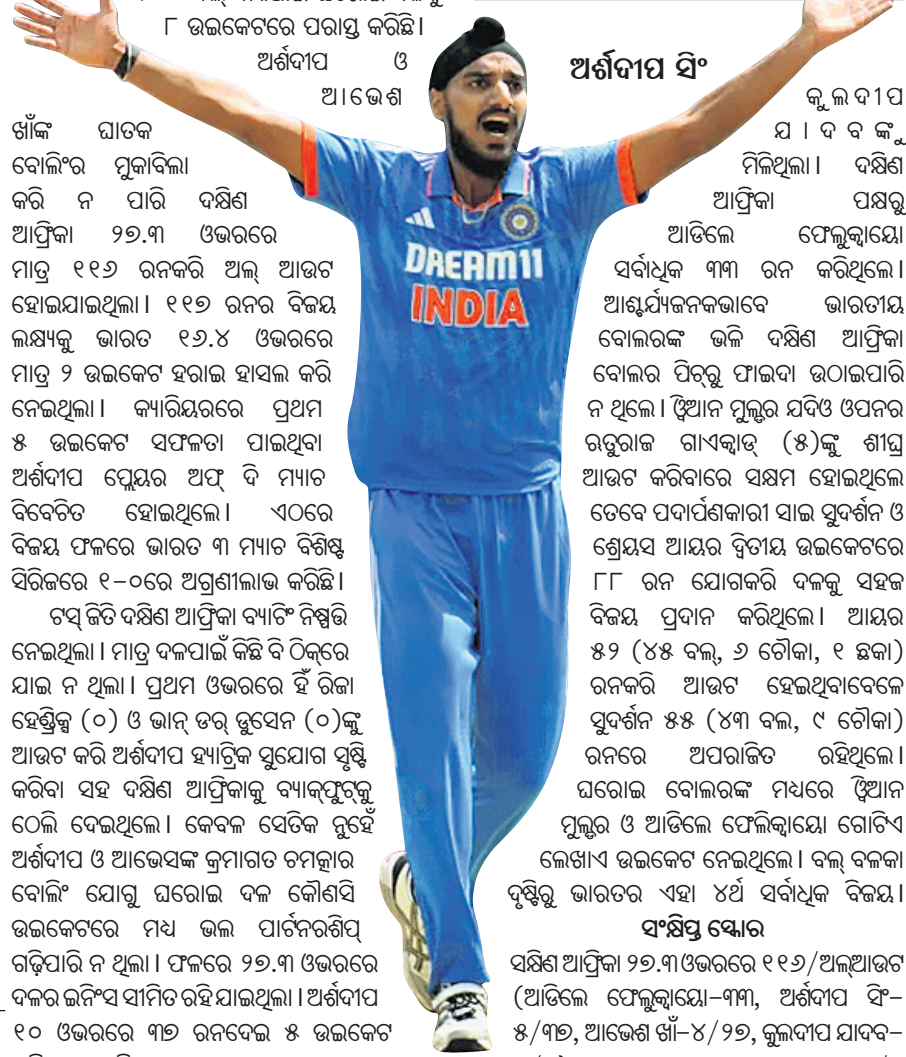 ୮ ଉଇକେଟରେ ପରାସ୍ତ କରିଛି।
ଅର୍ଶଦୀପ ଓ
ଆଭେଶ
ଖାଁଙ୍କ ଘାତକ
ବୋଲିଂର ମୁକାବିଲା
କରି ନ ପାରି ଦକ୍ଷିଣ
ଆଫ୍ରିକା ୨୭.୩ ଓଭରରେ
ମାତ୍ର ୧୧୬ ରନକରି ଅଲ୍ ଆଉଟ
ହୋଇଯାଇଥିଲା। ୧୧୭ ରନର ବିଜୟ
ଲକ୍ଷ୍ୟକୁ ଭାରତ ୧୬.୪ ଓଭରରେ
ମାତ୍ର ୨ ଉଇକେଟ ହରାଇ ହାସଲ କରି
ନେଇଥିଲା। କ୍ୟାରିୟରରେ ପ୍ରଥମ
୫ ଉଇକେଟ ସଫଳତା ପାଇଥିବା
ଅର୍ଶଦୀପ ପ୍ଲେୟର ଅଫ୍ ଦି ମ୍ୟାଚ
ବିବେଚିତ ହୋଇଥିଲେ। ଏଠରେ
ବିଜୟ ଫଳରେ ଭାରତ ୩ ମ୍ୟାଚ ବିଶିଷ୍ଟ
ସିରିଜରେ ୧-୦ରେ ଅଗ୍ରଣୀଲାଭ କରିଛି।
ଟସ୍ ଜିତି ଦକ୍ଷିଣ ଆଫ୍ରିକା ବ୍ୟାଟିଂ ନିଷ୍ପତ୍ତି
ନେଇଥିଲା। ମାତ୍ର ଦଳପାଇଁ କିଛି ବି ଠିକ୍‌ରେ
ଯାଇ ନ ଥିଲା। ପ୍ରଥମ ଓଭରରେ ହିଁ ରିଜା
ହେଣ୍ଡ୍ରିକ୍ସ (୦) ଓ ଭାନ୍ ଡର୍ ଡୁସେନ (୦)ଙ୍କୁ
ଆଉଟ କରି ଅର୍ଶଦୀପ ହ୍ୟାଟ୍ରିକ ସୁଯୋଗ ସୃଷ୍ଟି
କରିବା ସହ ଦକ୍ଷିଣ ଆଫ୍ରିକାକୁ ବ୍ୟାକ୍‌ଫୁଟ୍‌କୁ
ଠେଲି ଦେଇଥିଲେ। କେବଳ ସେତିକ ନୁହେଁ
ଅର୍ଶଦୀପ ଓ ଆଭେସଙ୍କ କ୍ରମାଗତ ଚମତ୍କାର
ବୋଲିଂ ଯୋଗୁ ଘରୋଇ ଦଳ କୌଣସି
ଉଇକେଟରେ ମଧ୍ୟ ଭଲ ପାର୍ଟନରଶିପ୍
ଗଢ଼ିପାରି ନ ଥିଲା। ଫଳରେ ୨୭.୩ ଓଭରରେ
ଦଳର ଇନିଂସ ସୀମିତ ରହି ଯାଇଥିଲା। ଅର୍ଶଦୀପ
୧୦ ଓଭରରେ ୩୭ ରନଦେଇ ୫ ଉଇକେଟ
ଅର୍ଶଦୀପ ସିଂ
DREAM11
INDIA
କୁଲଦୀପ
ଯାଦବଙ୍କୁ
ମିଳିଥିଲା। ଦକ୍ଷିଣ
ଆଫ୍ରିକା ପକ୍ଷରୁ
ଆଡିଲେ ଫେଲୁକ୍ୱାୟୋ
ସର୍ବାଧିକ ୩୩ ରନ କରିଥିଲେ।
ଆଶ୍ଚର୍ଯ୍ୟଜନକଭାବେ ଭାରତୀୟ
ବୋଲରଙ୍କ ଭଳି ଦକ୍ଷିଣ ଆଫ୍ରିକା
ବୋଲର ପିଚ୍‌ରୁ ଫାଇଦା ଉଠାଇପାରି
ନ ଥିଲେ। ୱିଆନ ମୁଲ୍ଡର ଯଦିଓ ଓପନର
ଋତୁରାଜ ଗାଏକ୍ୱାଡ୍ (୫)ଙ୍କୁ ଶୀଘ୍ର
ଆଉଟ କରିବାରେ ସକ୍ଷମ ହୋଇଥିଲେ
ତେବେ ପଦାର୍ପଣକାରୀ ସାଇ ସୁଦର୍ଶନ ଓ
ଶ୍ରେୟସ ଆୟର ଦ୍ୱିତୀୟ ଉଇକେଟରେ
୮୮ ରନ ଯୋଗକରି ଦଳକୁ ସହଜ
ବିଜୟ ପ୍ରଦାନ କରିଥିଲେ। ଆୟର
୫୨ (୪୫ ବଲ୍, ୬ ଚୌକା, ୧ ଛକା)
ରନକରି ଆଉଟ ହେଇଥିବାବେଳେ
ସୁଦର୍ଶନ ୫୫ (୪୩ ବଲ, ୯ ଚୌକା)
ରନରେ ଅପରାଜିତ ରହିଥିଲେ।
ଘରୋଇ ବୋଲରଙ୍କ ମଧ୍ୟରେ ୱିଆନ
ମୁଲ୍ଡର ଓ ଆଡିଲେ ଫେଲିକ୍ୱାୟୋ ଗୋଟିଏ
ଲେଖାଏ ଉଇକେଟ ନେଇଥିଲେ। ବଲ୍ ବଳକା
ଦୃଷ୍ଟିରୁ ଭାରତର ଏହା ୪ର୍ଥ ସର୍ବାଧିକ ବିଜୟ।
ସଂକ୍ଷିପ୍ତ ସ୍କୋର
ସକ୍ଷିଣ ଆଫ୍ରିକା ୨୭.୩ ଓଭରରେ ୧୧୬/ଅଲ୍‌ଆଉଟ
(ଆଡିଲେ ଫେଲୁକ୍ୱାୟୋ-୩୩, ଅର୍ଶଦୀପ ସିଂ-
୫/୩୭, ଆଭେଶ ଖାଁ-୪/୨୭, କୁଲଦୀପ ଯାଦବ-